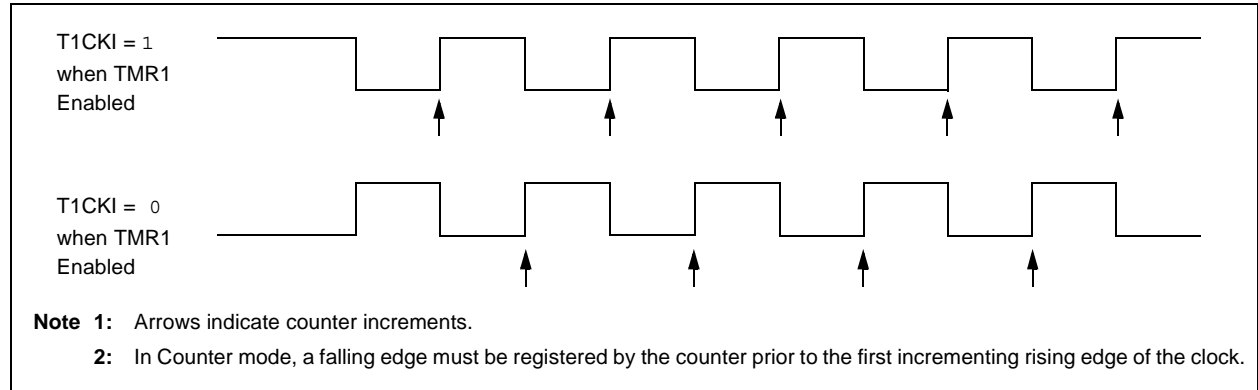 T1CKI = 1
when TMR1
Enabled
T1CKI = 0
when TMR1
Enabled
Note 1: Arrows indicate counter increments.
2: In Counter mode, a falling edge must be registered by the counter prior to the first incrementing rising edge of the clock.